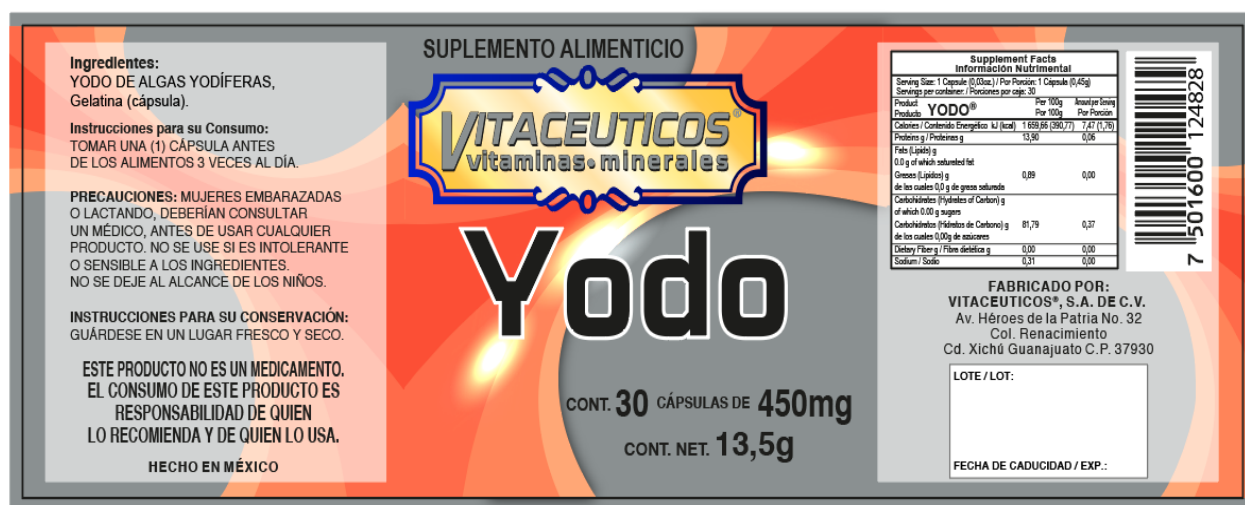 Ingredientes:
YODO DE ALGAS YODÍFERAS,
Gelatina (cápsula).
Instrucciones para su Consumo:
TOMAR UNA (1) CÁPSULA ANTES
DE LOS ALIMENTOS 3 VECES AL DÍA.
PRECAUCIONES: MUJERES EMBARAZADAS
O LACTANDO, DEBERÍAN CONSULTAR
UN MÉDICO, ANTES DE USAR CUALQUIER
PRODUCTO. NO SE USE SI ES INTOLERANTE
O SENSIBLE A LOS INGREDIENTES.
NO SE DEJE AL ALCANCE DE LOS NIÑOS.
INSTRUCCIONES PARA SU CONSERVACIÓN:
GUÁRDESE EN UN LUGAR FRESCO Y SECO.
ESTE PRODUCTO NO ES UN MEDICAMENTO.
EL CONSUMO DE ESTE PRODUCTO ES
RESPONSABILIDAD DE QUIEN
LO RECOMIENDA Y DE QUIEN LO USA.
HECHO EN MÉXICO
SUPLEMENTO ALIMENTICIO
VITACEUTICOS®
vitaminas • minerales
Yodo
CONT. 30 CÁPSULAS DE 450mg
CONT. NET. 13,5g
Supplement Facts
Información Nutrimental
Serving Size: 1 Capsule (0,03oz.) / Por Porción: 1 Cápsula (0,45g)
Servings per container: / Porciones por caja: 30
Product Per 100g Amount per Serving
Producto YODO® Por 100g Por Porción
Calories / Contenido Energético kJ (kcal) 1 659,66 (390,77) 7,47 (1,76)
Proteins g / Proteínas g 13,90 0,06
Fats (Lipids) g
0.0 g of which saturated fat
Grasas (Lípidos) g 0,89 0,00
de las cuales 0,0 g de grasa saturada
Carbohidrates (Hydrates of Carbon) g
of which 0.00 g sugars
Carbohidratos (Hidratos de Carbono) g 81,79 0,37
de los cuales 0,00g de azúcares
Dietary Fiber g / Fibra dietética g 0,00 0,00
Sodium / Sodio 0,31 0,00
7 501600 124828
FABRICADO POR:
VITACEUTICOS®, S.A. DE C.V.
Av. Héroes de la Patria No. 32
Col. Renacimiento
Cd. Xichú Guanajuato C.P. 37930
LOTE / LOT:
FECHA DE CADUCIDAD / EXP.: